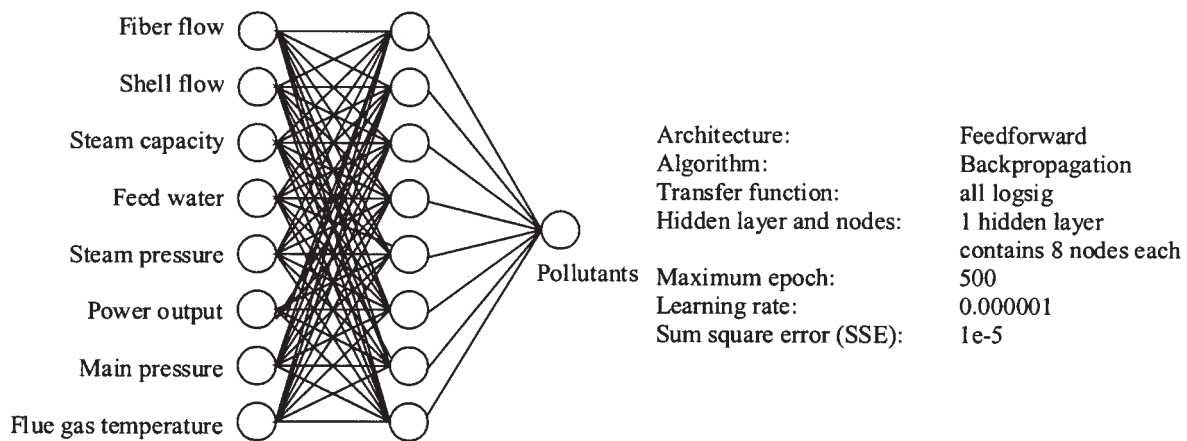 Fiber flow
Shell flow
Steam capacity
Feed water
Steam pressure
Power output
Main pressure
Flue gas temperature
Pollutants
Architecture: Feedforward
Algorithm: Backpropagation
Transfer function: all logsig
Hidden layer and nodes: 1 hidden layer
contains 8 nodes each
Maximum epoch: 500
Learning rate: 0.000001
Sum square error (SSE): 1e-5